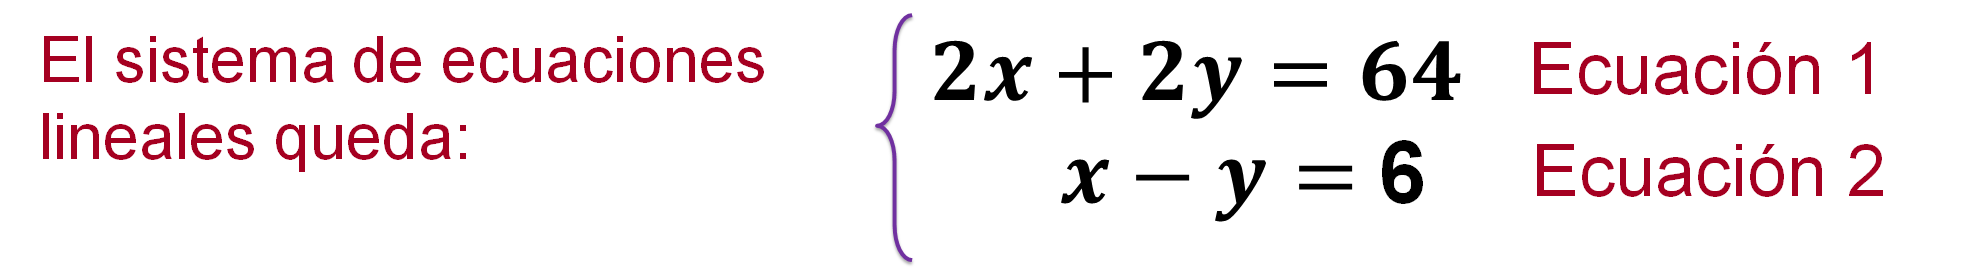 El sistema de ecuaciones
lineales queda:
2x + 2y = 64 Ecuación 1
x − y = 6 Ecuación 2